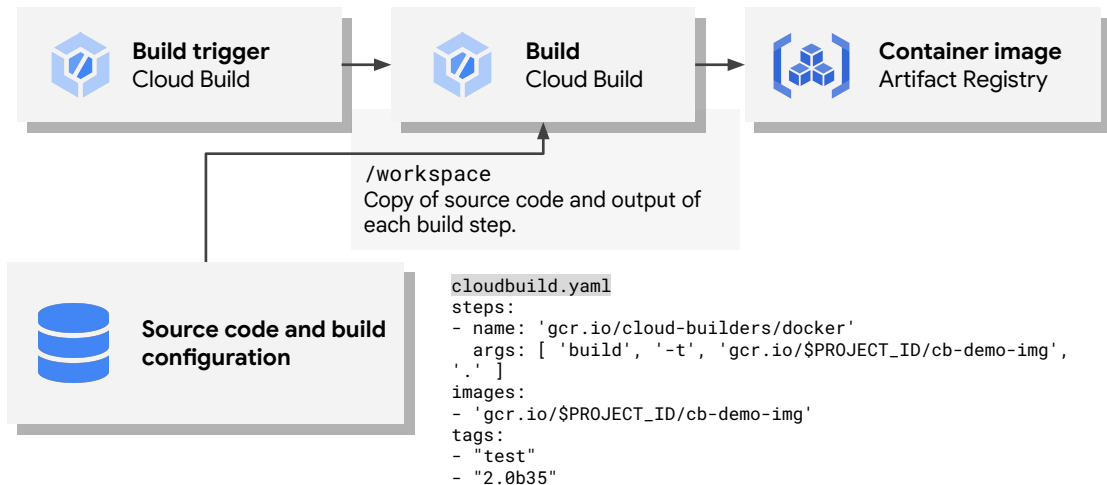 Build trigger
Cloud Build
Build
Cloud Build
Container image
Artifact Registry
/workspace
Copy of source code and output of
each build step.
Source code and build
configuration
cloudbuild.yaml
steps:
- name: 'gcr.io/cloud-builders/docker'
  args: [ 'build', '-t', 'gcr.io/$PROJECT_ID/cb-demo-img',
'.' ]
images:
- 'gcr.io/$PROJECT_ID/cb-demo-img'
tags:
- "test"
- "2.0b35"